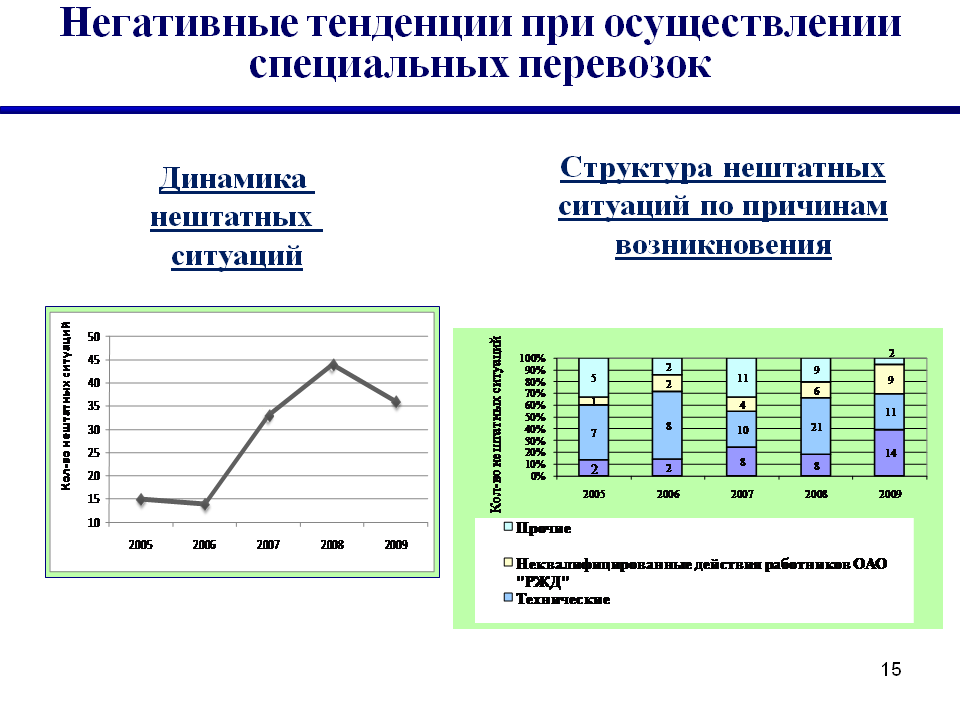 Негативные тенденции при осуществлении
специальных перевозок
Динамика
нештатных
ситуаций
Структура нештатных
ситуаций по причинам
возникновения
Кол-во нештатных ситуаций
50
45
40
35
30
25
20
15
10
2005 2006 2007 2008 2009
Кол-во нештатных ситуаций
100%
90%
80%
70%
60%
50%
40%
30%
20%
10%
0%
5 2 11 9 2
1 2 4 6 9
7 8 10 21 11
2 2 8 8 14
2005 2006 2007 2008 2009
Прочие
Неквалифицированные действия работников ОАО
"РЖД"
Технические
15